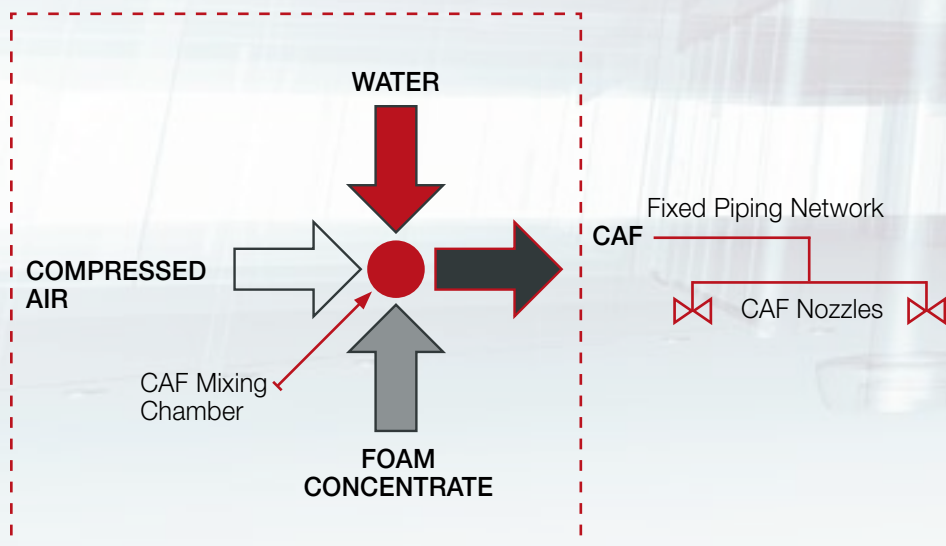 WATER
COMPRESSED
AIR
CAF Mixing
Chamber
FOAM
CONCENTRATE
Fixed Piping Network
CAF
CAF Nozzles